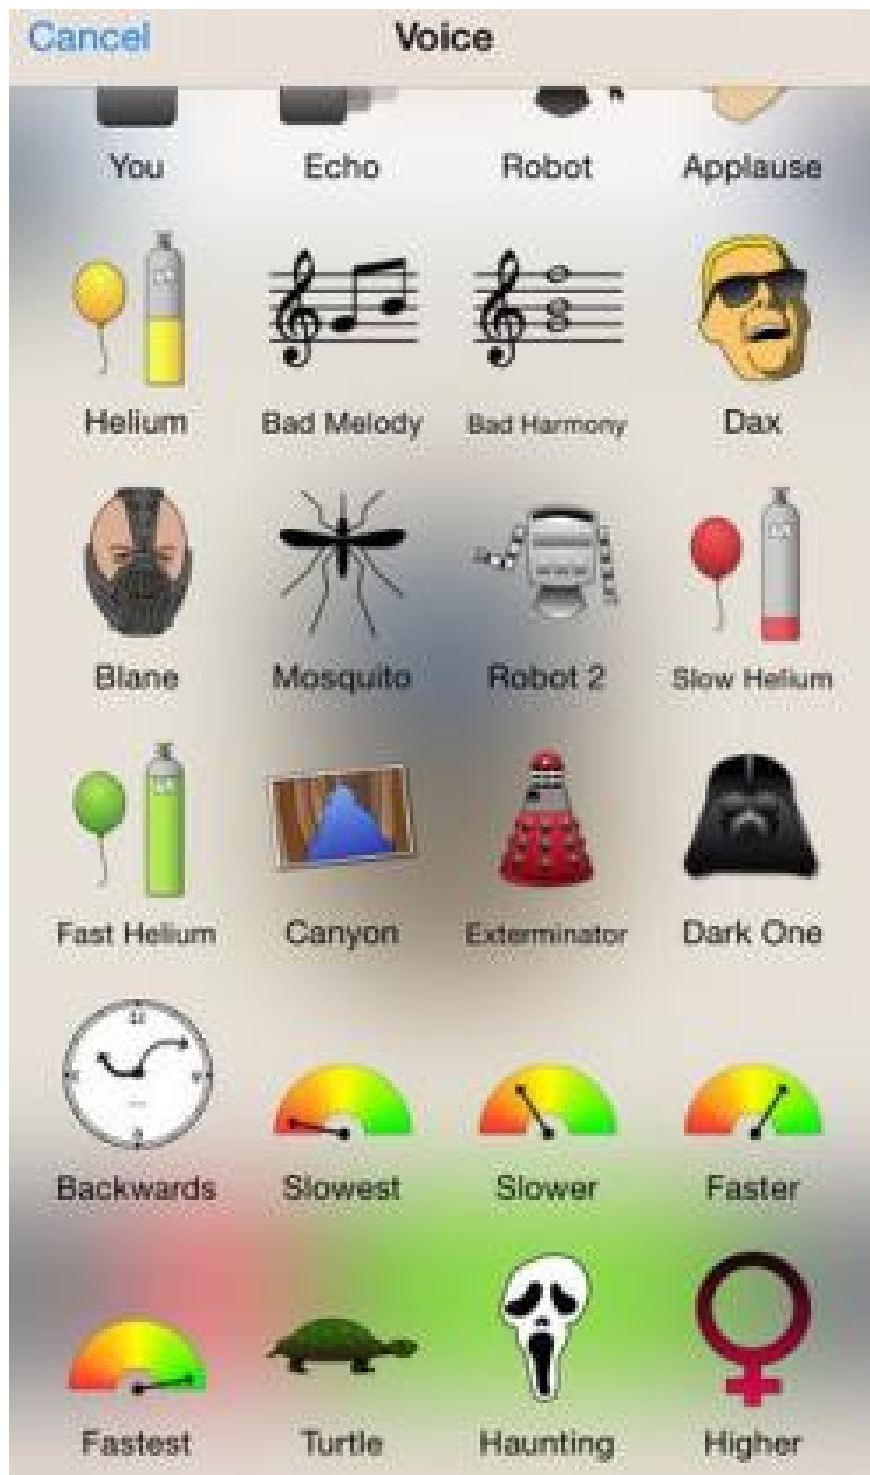 Cancel Voice
You Echo Robot Applause
Helium Bad Melody Bad Harmony Dax
Blane Mosquito Robot 2 Slow Helium
Fast Helium Canyon Exterminator Dark One
Backwards Slowest Slower Faster
Fastest Turtle Haunting Higher